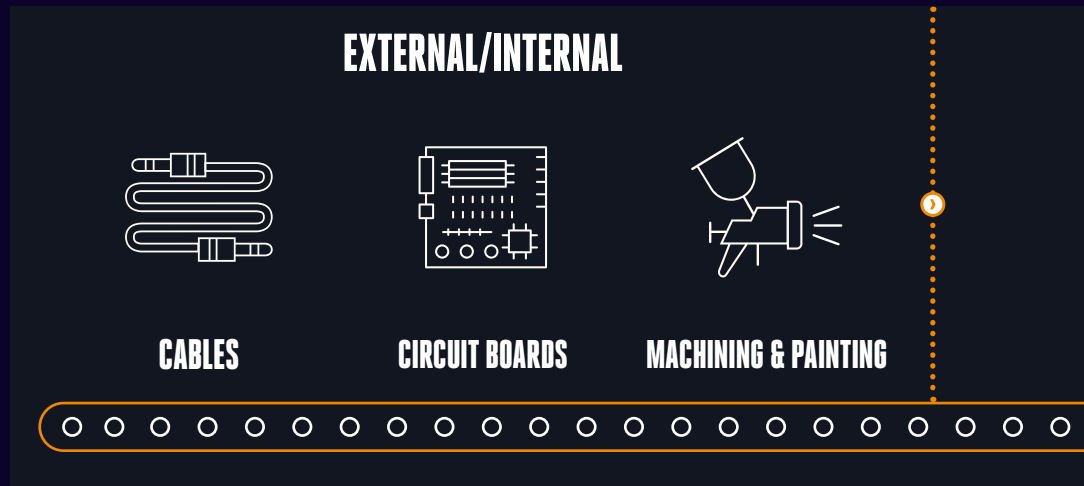 EXTERNAL/INTERNAL
CABLES
CIRCUIT BOARDS
MACHINING & PAINTING